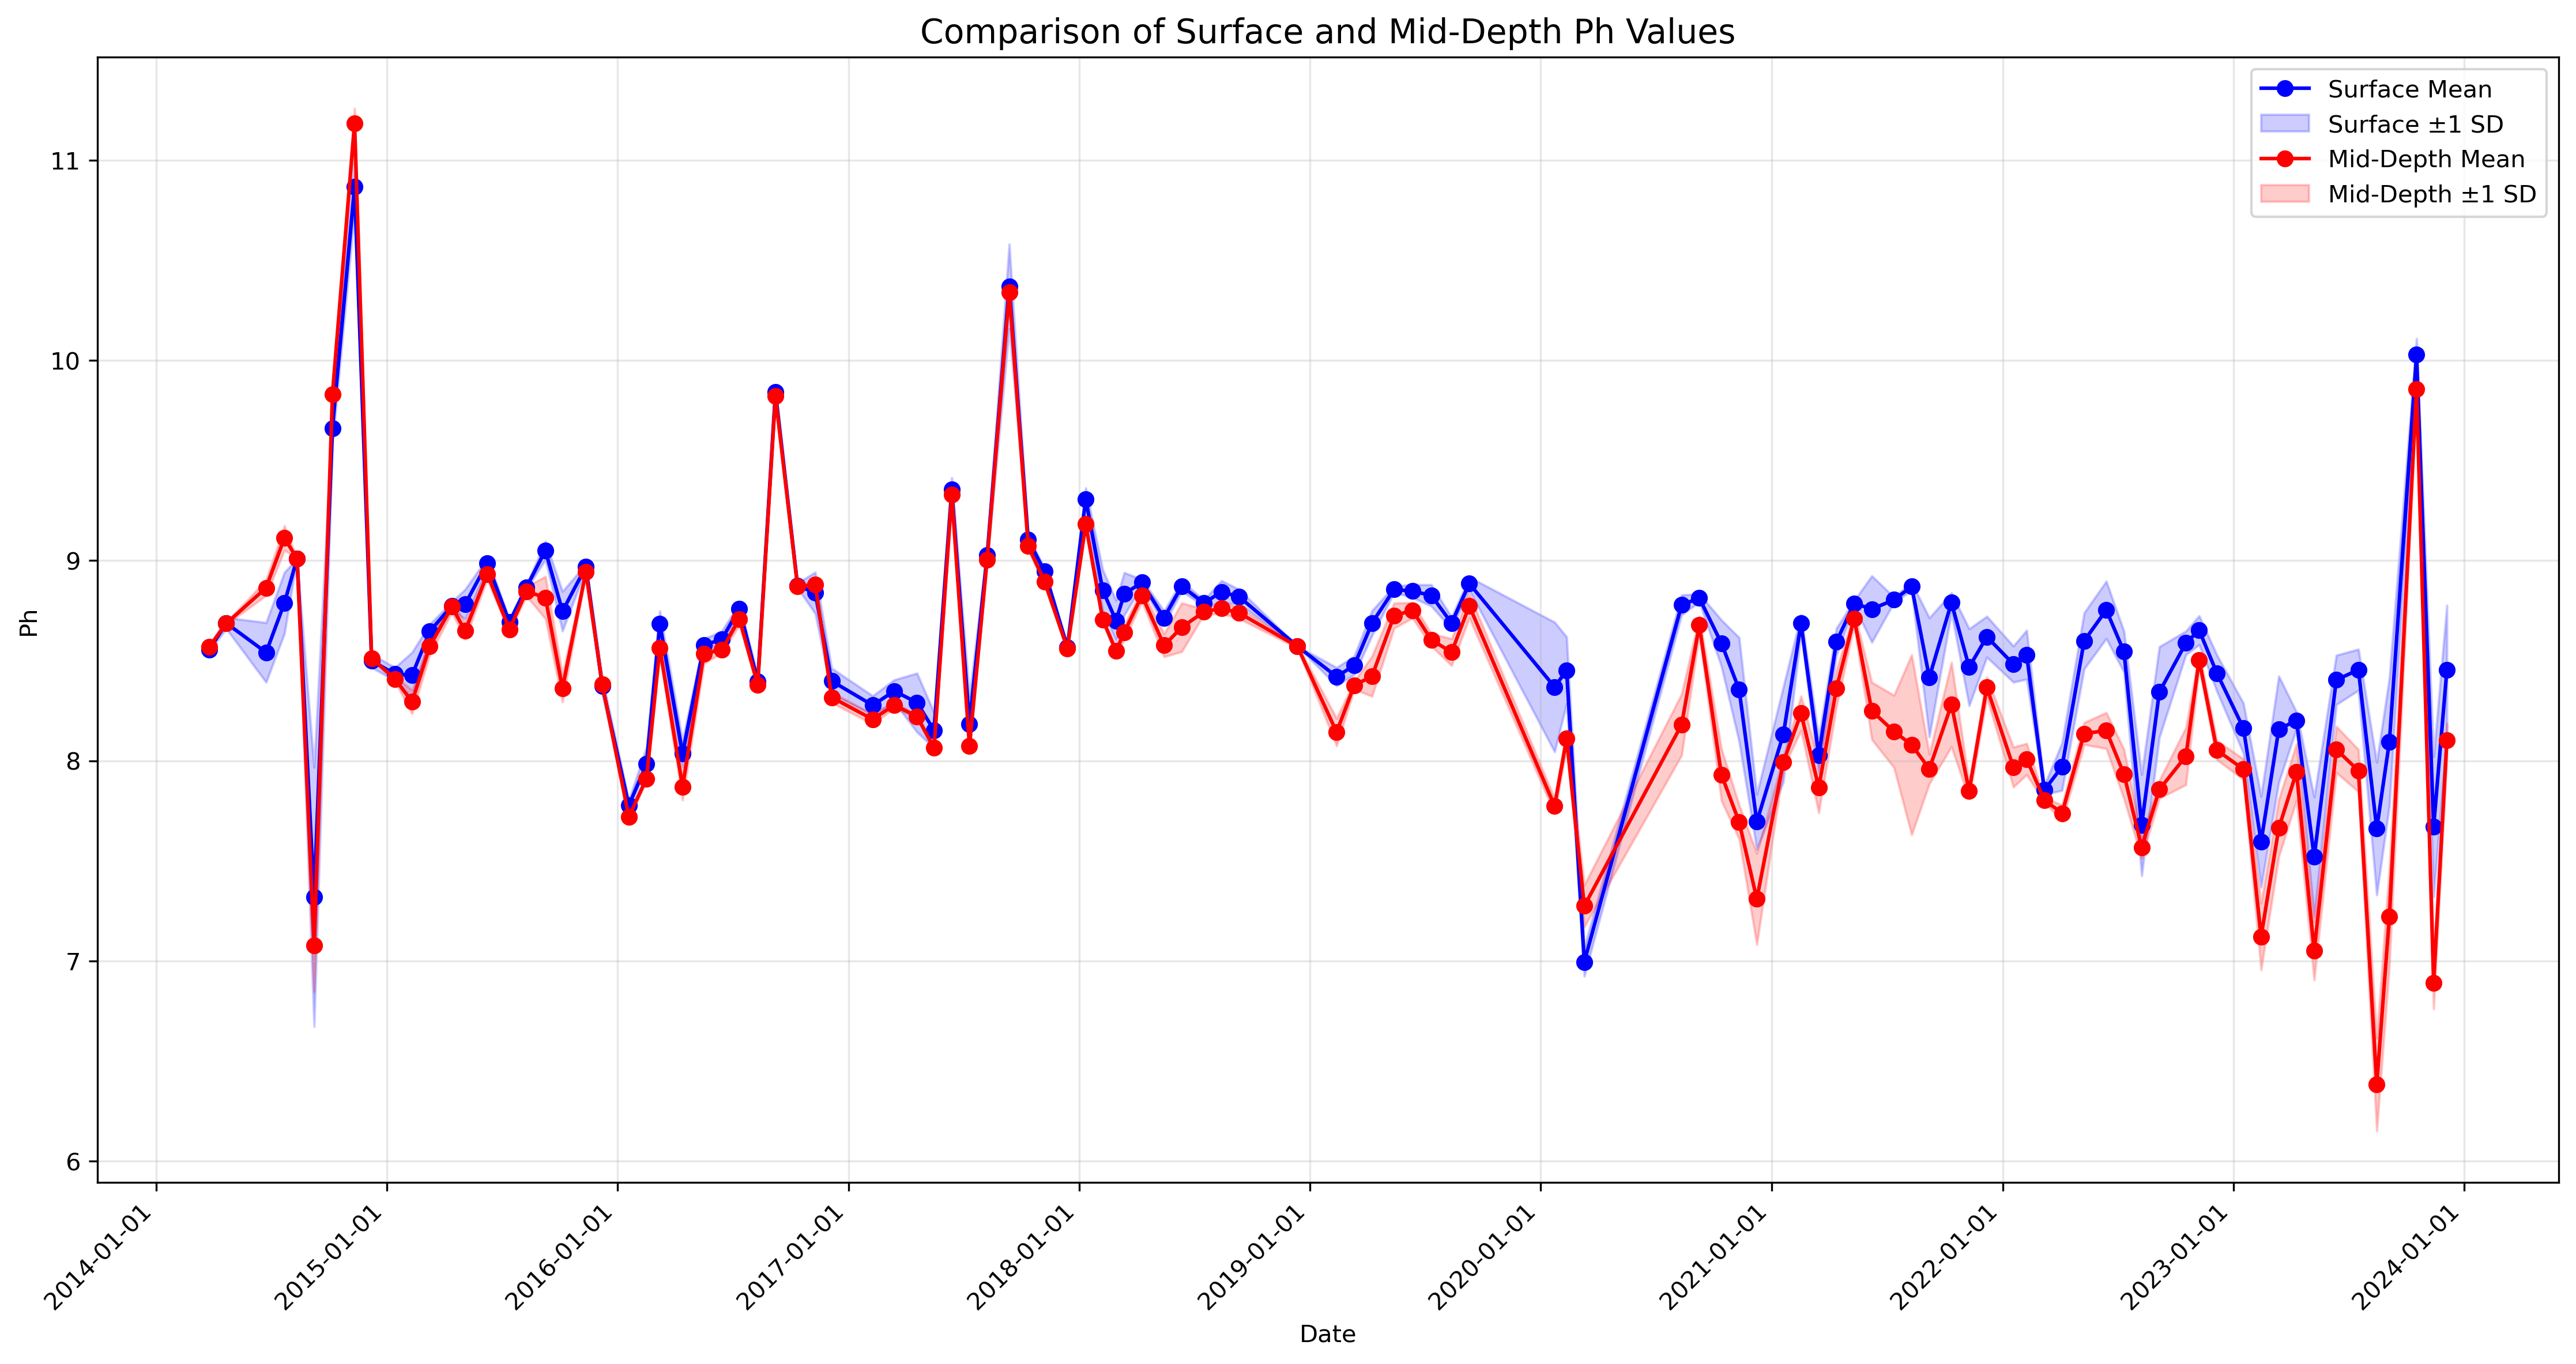 Comparison of Surface and Mid-Depth Ph Values
Surface Mean
Surface ±1 SD
Mid-Depth Mean
Mid-Depth ±1 SD
11
10
9
8
7
6
Ph
2014-01-01
2015-01-01
2016-01-01
2017-01-01
2018-01-01
2019-01-01
2020-01-01
2021-01-01
2022-01-01
2023-01-01
2024-01-01
Date